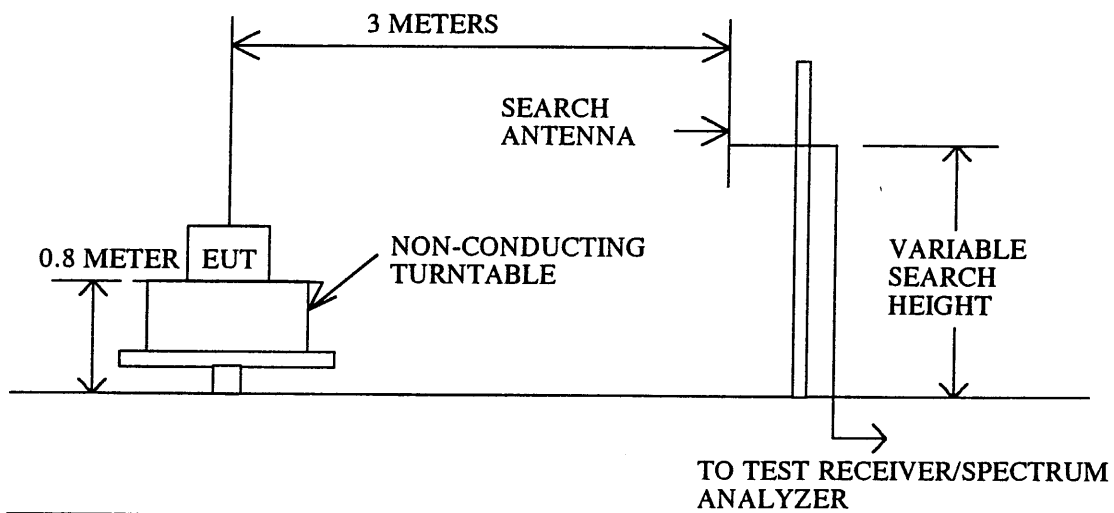 3 METERS
SEARCH
ANTENNA
0.8 METER
EUT
NON-CONDUCTING
TURNTABLE
VARIABLE
SEARCH
HEIGHT
TO TEST RECEIVER/SPECTRUM
ANALYZER